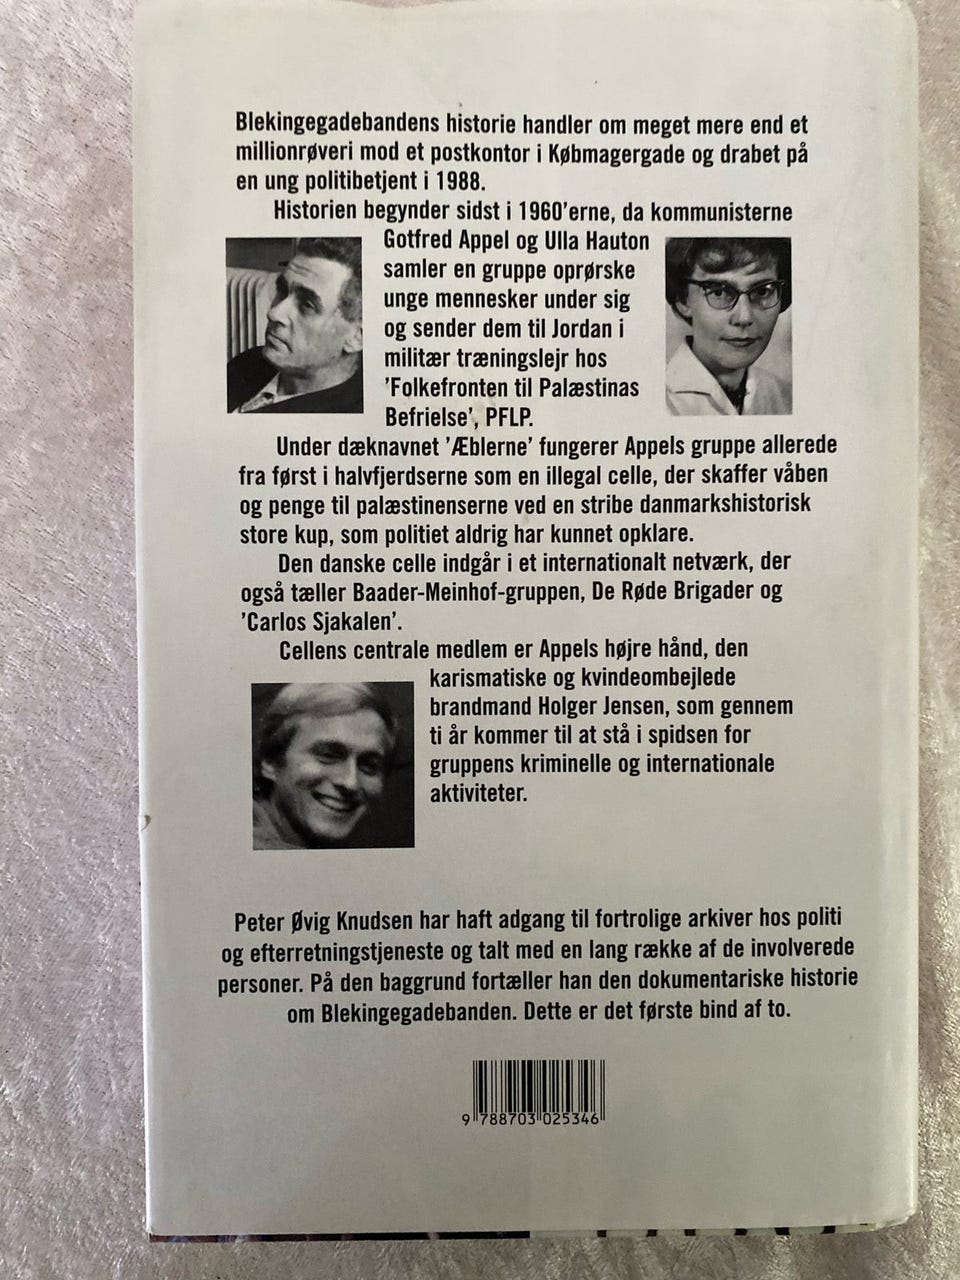 Blekingegadebandens historie handler om meget mere end et
millionrøveri mod et postkontor i Købmagergade og drabet på
en ung politibetjent i 1988.
Historien begynder sidst i 1960'erne, da kommunisterne
Gotfred Appel og Ulla Hauton
samler en gruppe oprørske
unge mennesker under sig
og sender dem til Jordan i
militær træningslejr hos
'Folkefronten til Palæstinas
Befrielse', PFLP.
Under dæknavnet 'Æblerne' fungerer Appels gruppe allerede
fra først i halvfjerdserne som en illegal celle, der skaffer våben
og penge til palæstinenserne ved en stribe danmarkshistorisk
store kup, som politiet aldrig har kunnet opklare.
Den danske celle indgår i et internationalt netværk, der
også tæller Baader-Meinhof-gruppen, De Røde Brigader og
'Carlos Sjakalen'.
Cellens centrale medlem er Appels højre hånd, den
karismatiske og kvindeombejlede
brandmand Holger Jensen, som gennem
ti år kommer til at stå i spidsen for
gruppens kriminelle og internationale
aktiviteter.
Peter Øvig Knudsen har haft adgang til fortrolige arkiver hos politi
og efterretningstjeneste og talt med en lang række af de involverede
personer. På den baggrund fortæller han den dokumentariske historie
om Blekingegadebanden. Dette er det første bind af to.
9 788703 025346